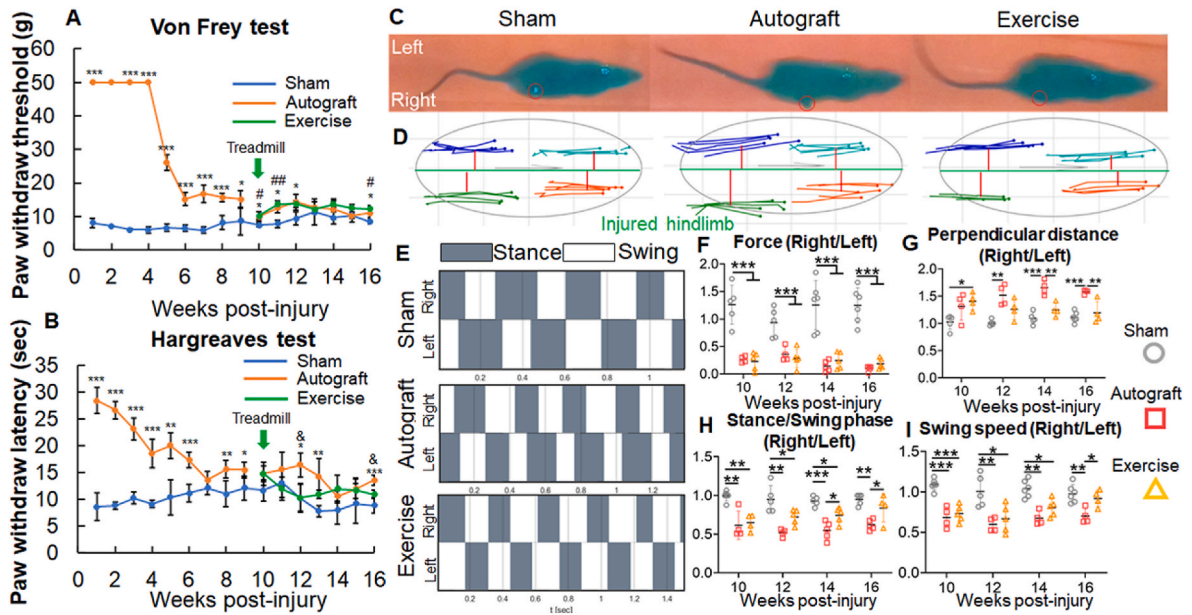 A
Von Frey test
Paw withdraw threshold (g)
60
50
40
30
20
10
0
Sham
Autograft
Exercise
Treadmill
*** *** *** *** *** *** *** *** *
# * ## * * # *
0 2 4 6 8 10 12 14 16
Weeks post-injury
B
Hargreaves test
Paw withdraw latency (sec)
40
35
30
25
20
15
10
5
0
Sham
Autograft
Exercise
Treadmill
*** *** *** *** ** *** ** *
& * & ***
0 2 4 6 8 10 12 14 16
Weeks post-injury
C
Sham Autograft Exercise
Left
Right
D
Injured hindlimb
E
Stance Swing
Sham
Right
Left
0.2 0.4 0.6 0.8 1
Autograft
Right
Left
0.2 0.4 0.6 0.8 1 1.2
Exercise
Right
Left
0.2 0.4 0.6 0.8 1 1.2 1.4
t [sec]
F
Force (Right/Left)
2.0
1.5
1.0
0.5
0.0
*** *** *** ***
10 12 14 16
Weeks post-injury
G
Perpendicular distance
(Right/Left)
2.0
1.5
1.0
0.5
0.0
* ** *** ** *** **
10 12 14 16
Weeks post-injury
Sham
Autograft
Exercise
H
Stance/Swing phase
(Right/Left)
1.5
1.0
0.5
0.0
** ** * ** * *** * ** *
10 12 14 16
Weeks post-injury
I
Swing speed (Right/Left)
1.5
1.0
0.5
0.0
*** *** * ** * ** * **
10 12 14 16
Weeks post-injury